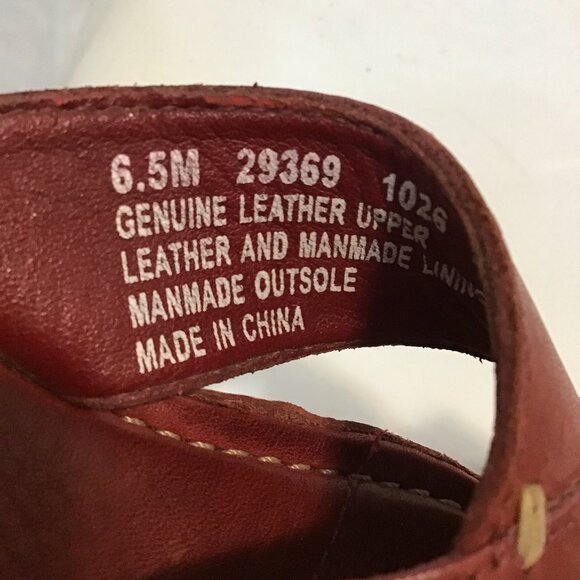 6.5M 29369 1026
GENUINE LEATHER UPPER
LEATHER AND MANMADE LINING
MANMADE OUTSOLE
MADE IN CHINA